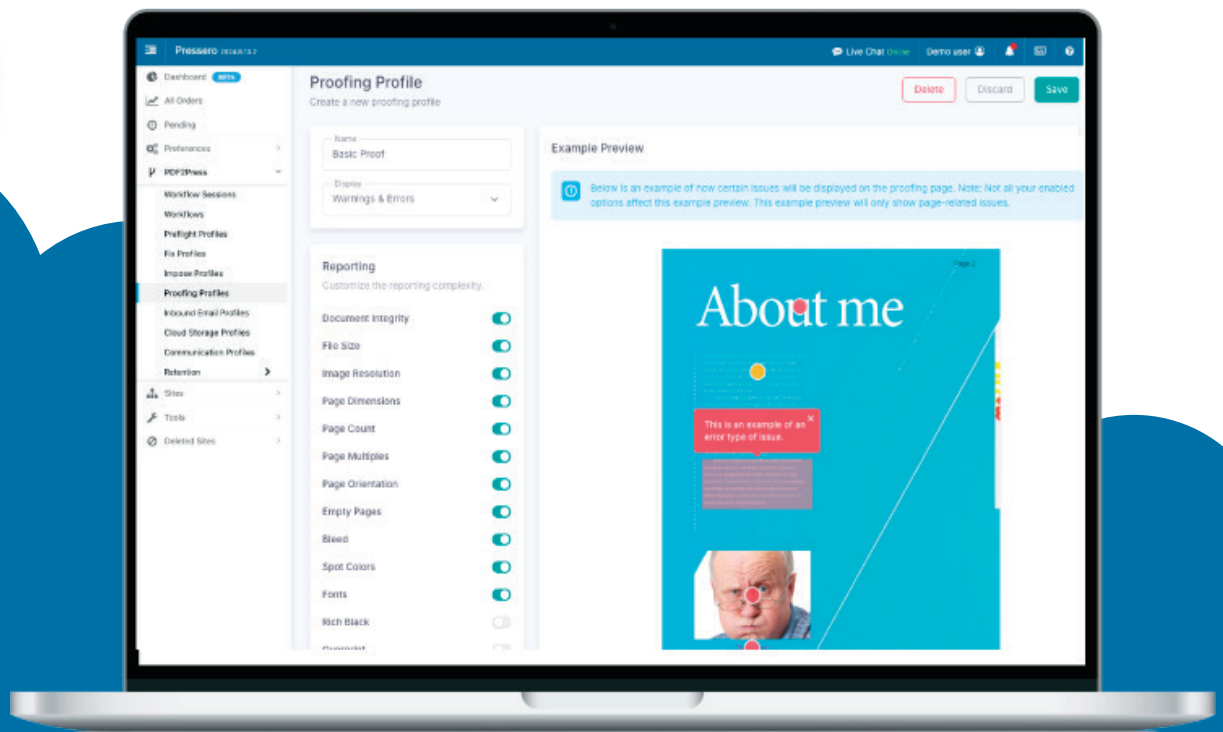 Pressero
Live Chat Online
Demo user
Dashboard BETA
All Orders
Pending
Preferences
PDF2Press
Workflow Sessions
Workflows
Preflight Profiles
Fix Profiles
Impose Profiles
Proofing Profiles
Inbound Email Profiles
Cloud Storage Profiles
Communication Profiles
Retention
Sites
Tools
Deleted Sites
Proofing Profile
Create a new proofing profile
Delete
Discard
Save
Name
Basic Proof
Display
Warnings & Errors
Reporting
Customize the reporting complexity.
Document Integrity
File Size
Image Resolution
Page Dimensions
Page Count
Page Multiples
Page Orientation
Empty Pages
Bleed
Spot Colors
Fonts
Rich Black
Overprint
Example Preview
Below is an example of how certain issues will be displayed on the proofing page. Note: Not all your enabled
options affect this example preview. This example preview will only show page-related issues.
Page 2
About me
This is an example of an
error type of issue.